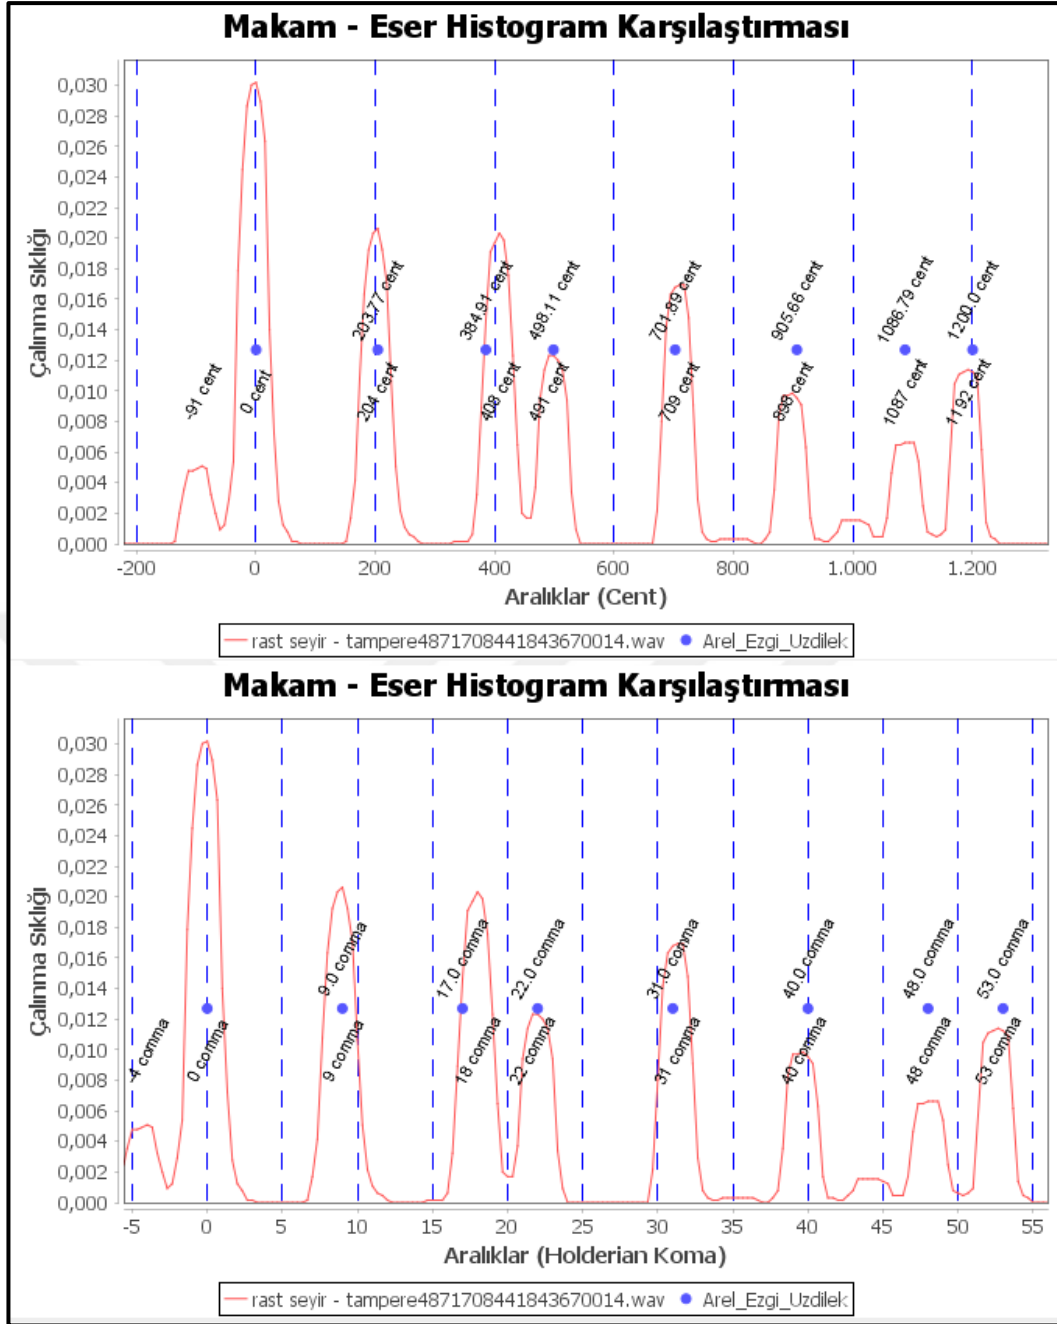 Makam - Eser Histogram Karşılaştırması
Çalınma Sıklığı
0,030
0,028
0,026
0,024
0,022
0,020
0,018
0,016
0,014
0,012
0,010
0,008
0,006
0,004
0,002
0,000
203.77 cent
384.91 cent
498.11 cent
701.89 cent
905.66 cent
1086.79 cent
1200.0 cent
-91 cent
0 cent
204 cent
408 cent
491 cent
709 cent
898 cent
1087 cent
1192 cent
-200 0 200 400 600 800 1.000 1.200
Aralıklar (Cent)
rast seyir - tampere4871708441843670014.wav Arel_Ezgi_Uzdilek
Makam - Eser Histogram Karşılaştırması
Çalınma Sıklığı
0,030
0,028
0,026
0,024
0,022
0,020
0,018
0,016
0,014
0,012
0,010
0,008
0,006
0,004
0,002
0,000
9.0 comma
17.0 comma
22.0 comma
31.0 comma
40.0 comma
48.0 comma
53.0 comma
-4 comma
0 comma
9 comma
18 comma
22 comma
31 comma
40 comma
48 comma
53 comma
-5 0 5 10 15 20 25 30 35 40 45 50 55
Aralıklar (Holderian Koma)
rast seyir - tampere4871708441843670014.wav Arel_Ezgi_Uzdilek